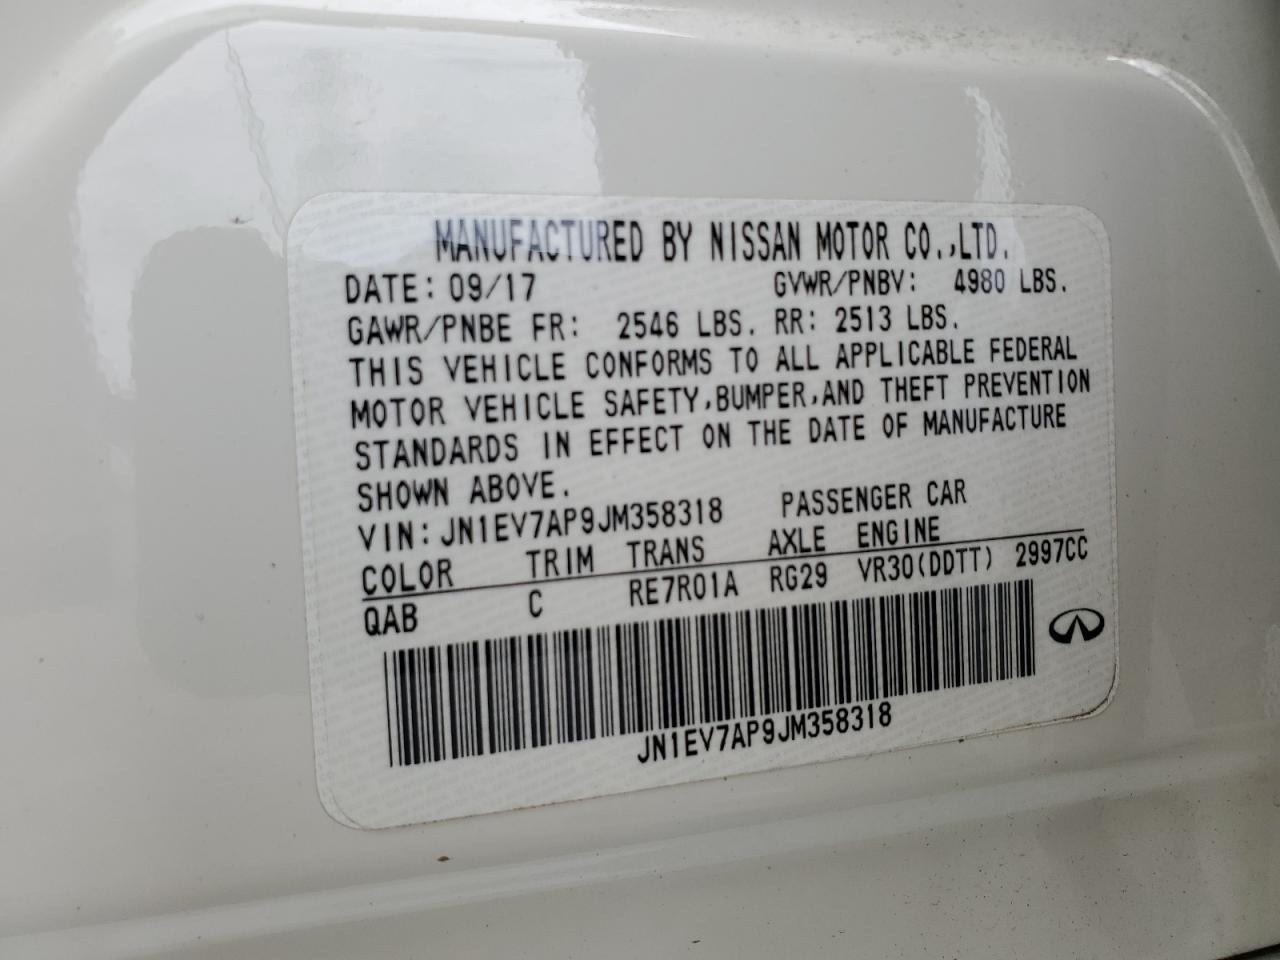 MANUFACTURED BY NISSAN MOTOR CO.,LTD.
DATE: 09/17 GVWR/PNBV: 4980 LBS.
GAWR/PNBE FR: 2546 LBS. RR: 2513 LBS.
THIS VEHICLE CONFORMS TO ALL APPLICABLE FEDERAL
MOTOR VEHICLE SAFETY,BUMPER,AND THEFT PREVENTION
STANDARDS IN EFFECT ON THE DATE OF MANUFACTURE
SHOWN ABOVE.
VIN:JN1EV7AP9JM358318 PASSENGER CAR
COLOR TRIM TRANS AXLE ENGINE
QAB C RE7R01A RG29 VR30(DDTT) 2997CC
JN1EV7AP9JM358318